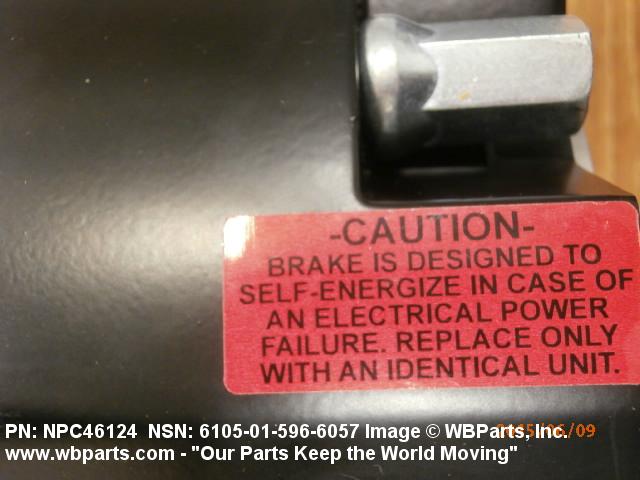 -CAUTION-
BRAKE IS DESIGNED TO
SELF-ENERGIZE IN CASE OF
AN ELECTRICAL POWER
FAILURE. REPLACE ONLY
WITH AN IDENTICAL UNIT.
PN: NPC46124 NSN: 6105-01-596-6057 Image © WBParts, Inc.
www.wbparts.com - "Our Parts Keep the World Moving"